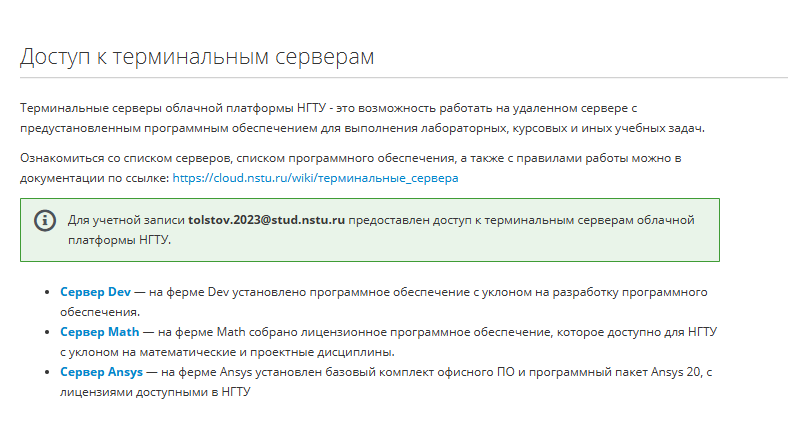 Доступ к терминальным серверам
Терминальные серверы облачной платформы НГТУ - это возможность работать на удаленном сервере с
предустановленным программным обеспечением для выполнения лабораторных, курсовых и иных учебных задач.
Ознакомиться со списком серверов, списком программного обеспечения, а также с правилами работы можно в
документации по ссылке: https://cloud.nstu.ru/wiki/терминальные_сервера
Для учетной записи tolstov.2023@stud.nstu.ru предоставлен доступ к терминальным серверам облачной
платформы НГТУ.
• Сервер Dev — на ферме Dev установлено программное обеспечение с уклоном на разработку программного
обеспечения.
• Сервер Math — на ферме Math собрано лицензионное программное обеспечение, которое доступно для НГТУ
с уклоном на математические и проектные дисциплины.
• Сервер Ansys — на ферме Ansys установлен базовый комплект офисного ПО и программный пакет Ansys 20, с
лицензиями доступными в НГТУ